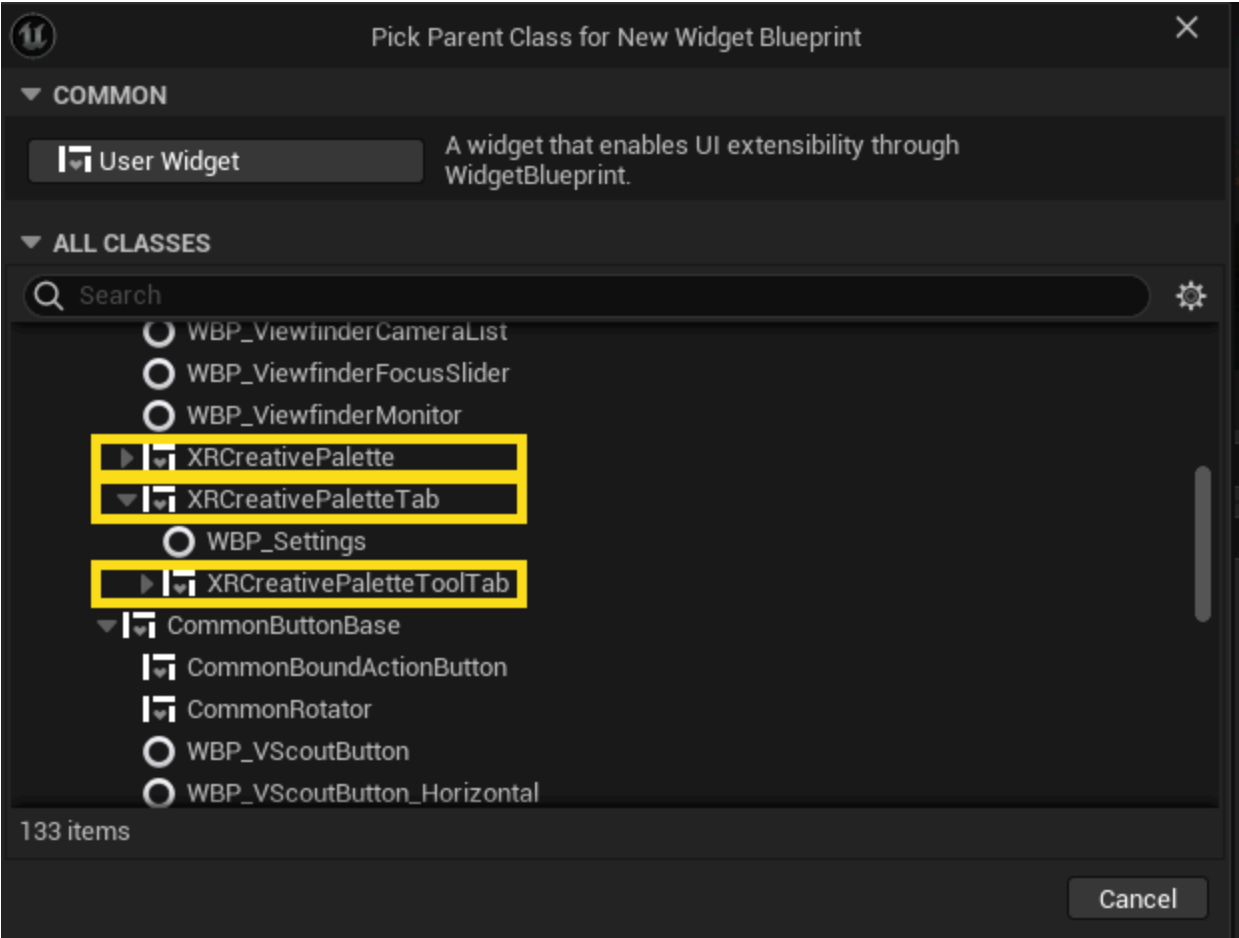 Pick Parent Class for New Widget Blueprint
COMMON
User Widget
A widget that enables UI extensibility through
WidgetBlueprint.
ALL CLASSES
Search
WBP_ViewfinderCameraList
WBP_ViewfinderFocusSlider
WBP_ViewfinderMonitor
XRCreativePalette
XRCreativePaletteTab
WBP_Settings
XRCreativePaletteToolTab
CommonButtonBase
CommonBoundActionButton
CommonRotator
WBP_VScoutButton
WBP_VScoutButton_Horizontal
133 items
Cancel